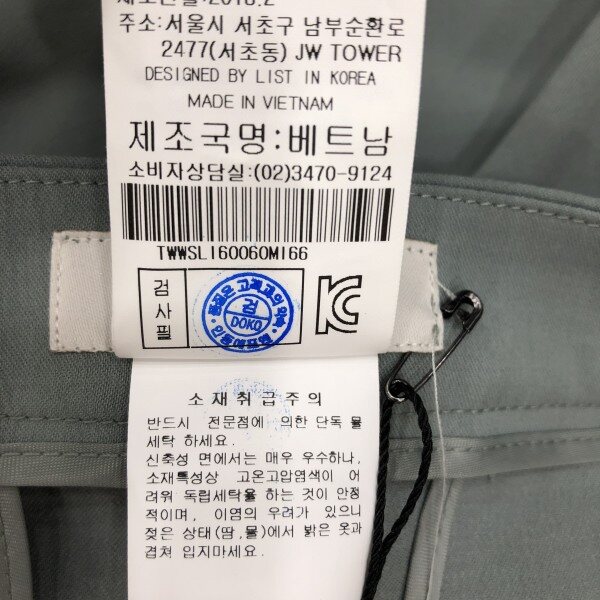 주소:서울시 서초구 남부순환로
2477(서초동) JW TOWER
DESIGNED BY LIST IN KOREA
MADE IN VIETNAM
제조국명:베트남
소비자상담실:(02)3470-9124
TWWSLI60060MI66
검사필
검
DOKO
소재취급주의
반드시 전문점에 의한 단독 물
세탁 하세요.
신축성 면에서는 매우 우수하나,
소재특성상 고온고압염색이 어
려워 독립세탁을 하는 것이 안정
적이며, 이염의 우려가 있으니
젖은 상태(땀,물)에서 밝은 옷과
겹쳐 입지마세요.